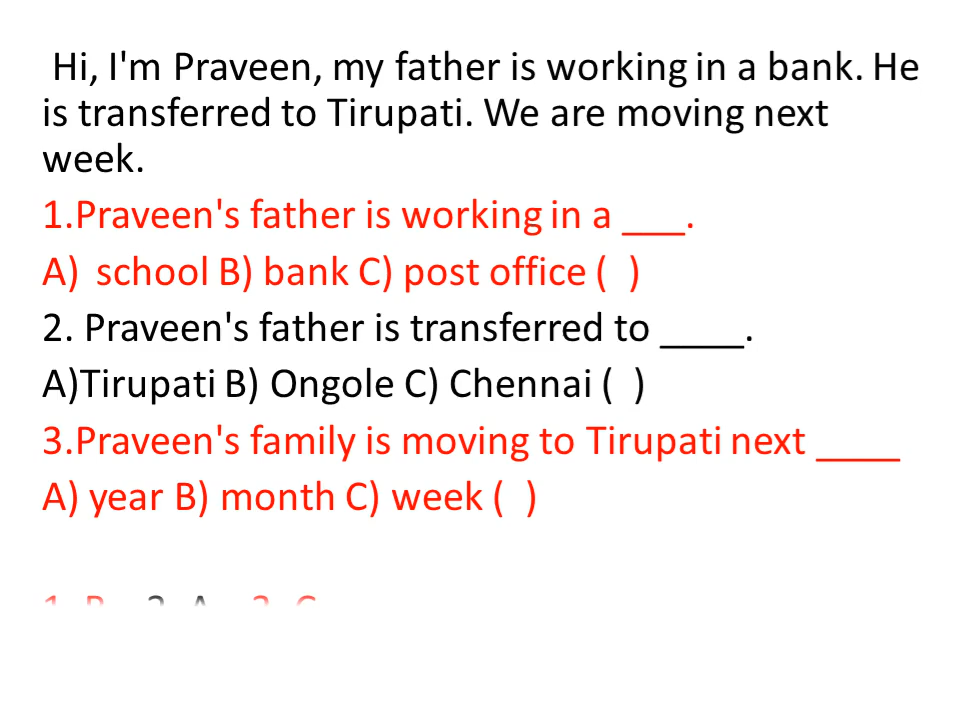 Hi, I'm Praveen, my father is working in a bank. He
is transferred to Tirupati. We are moving next
week.
1.Praveen's father is working in a ___.
A) school B) bank C) post office ( )
2. Praveen's father is transferred to ____.
A)Tirupati B) Ongole C) Chennai ( )
3.Praveen's family is moving to Tirupati next ____
A) year B) month C) week ( )